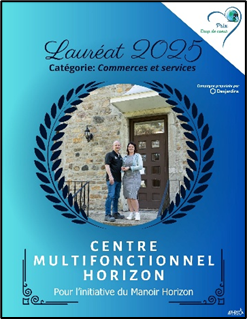 Prix
Coup de cœur
Lauréat 2025
Catégorie: Commerces et services
Desjardins
CENTRE
MULTIFONCTIONNEL
HORIZON
Pour l'initiative du Manoir Horizon